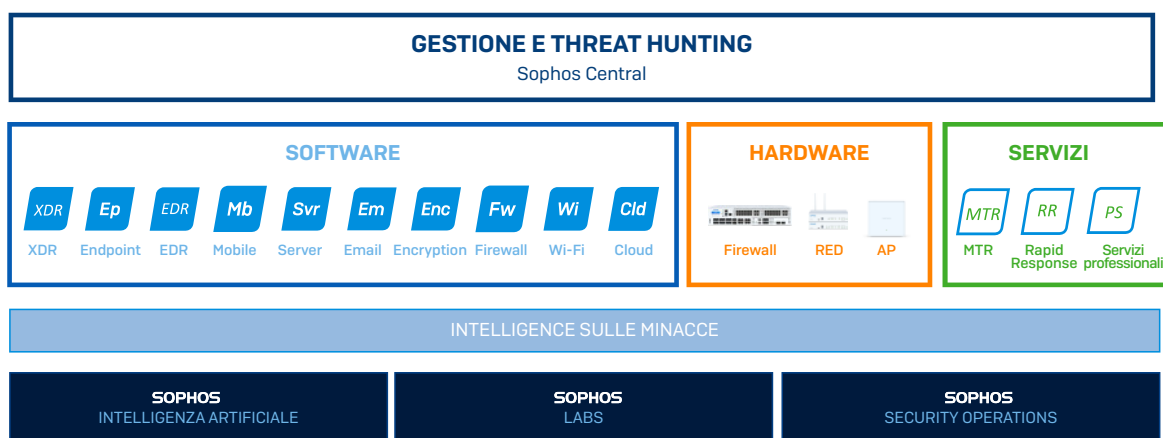 GESTIONE E THREAT HUNTING
Sophos Central
SOFTWARE
HARDWARE
SERVIZI
XDR Ep EDR Mb Svr Em Enc Fw Wi Cld
MTR RR PS
XDR Endpoint EDR Mobile Server Email Encryption Firewall Wi-Fi Cloud
Firewall RED AP
MTR Rapid Response Servizi professionali
INTELLIGENCE SULLE MINACCE
SOPHOS
INTELLIGENZA ARTIFICIALE
SOPHOS
LABS
SOPHOS
SECURITY OPERATIONS